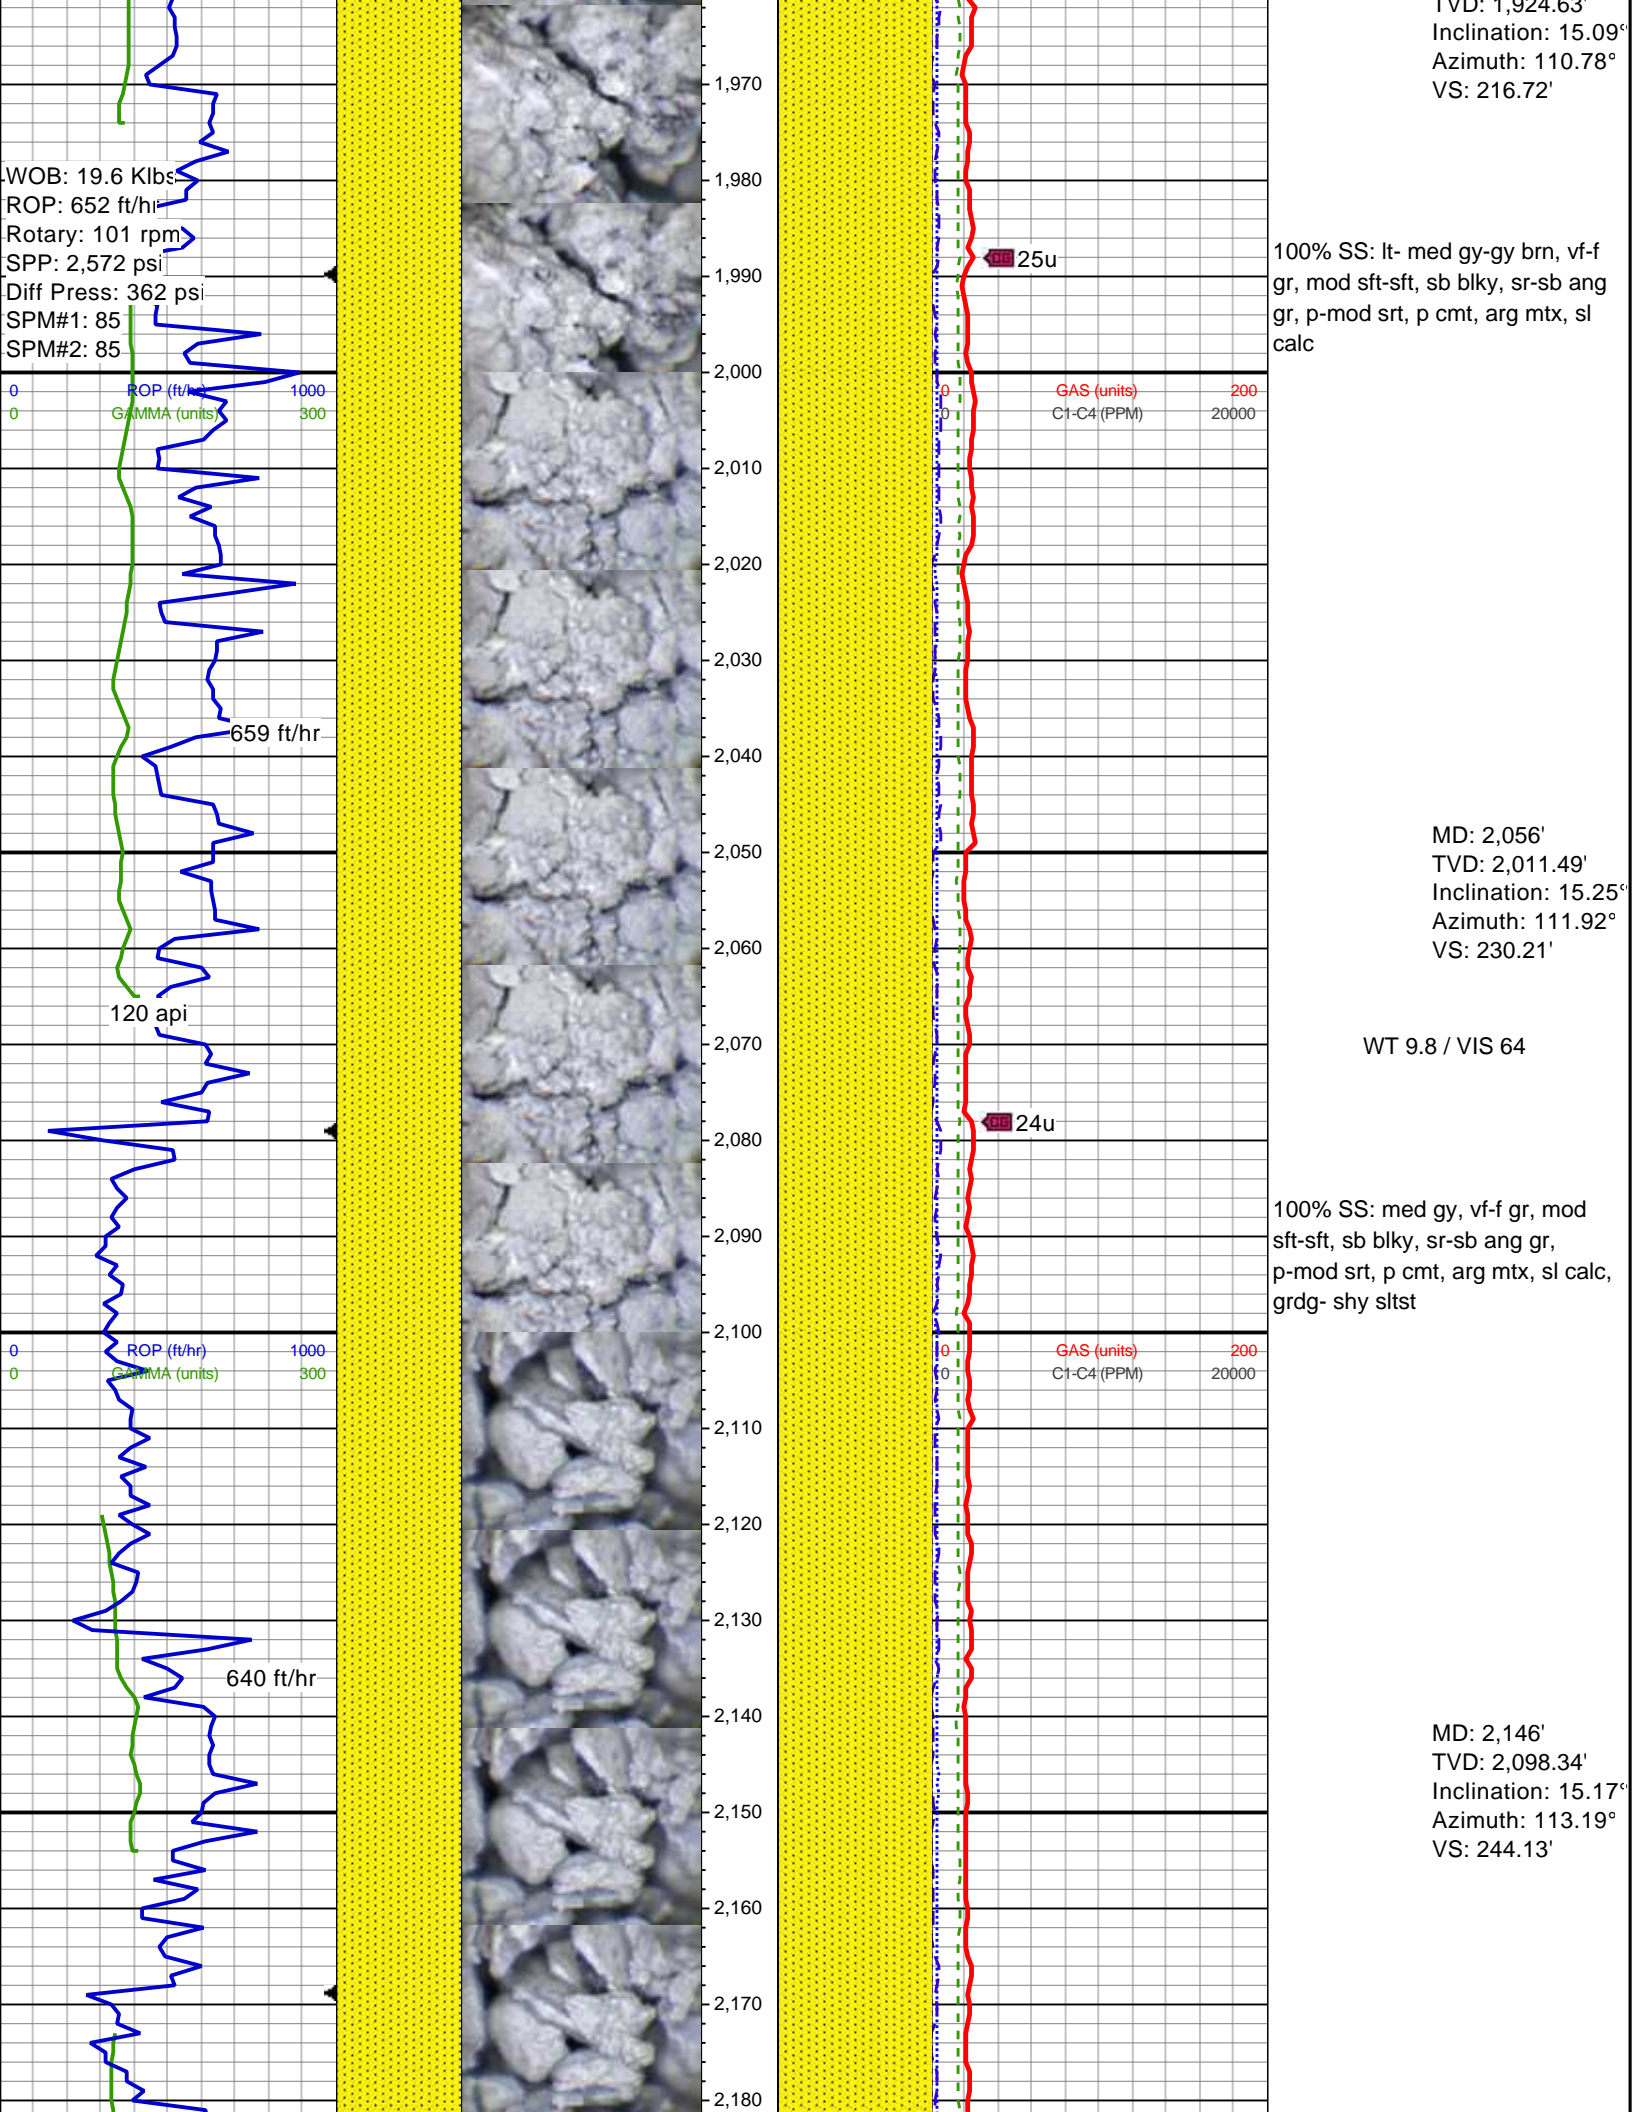 TVD: 1,924.63'
Inclination: 15.09°
Azimuth: 110.78°
VS: 216.72'
1,970
1,980
WOB: 19.6 Klbs
ROP: 652 ft/hr
Rotary: 101 rpm
SPP: 2,572 psi
Diff Press: 362 psi
SPM#1: 85
SPM#2: 85
1,990
DG 25u
100% SS: lt- med gy-gy brn, vf-f
gr, mod sft-sft, sb blky, sr-sb ang
gr, p-mod srt, p cmt, arg mtx, sl
calc
2,000
0 ROP (ft/hr) 1000
0 GAMMA (units) 300
0 GAS (units) 200
0 C1-C4 (PPM) 20000
2,010
2,020
2,030
659 ft/hr
2,040
2,050
MD: 2,056'
TVD: 2,011.49'
Inclination: 15.25°
Azimuth: 111.92°
VS: 230.21'
2,060
120 api
2,070
WT 9.8 / VIS 64
DG 24u
2,080
2,090
100% SS: med gy, vf-f gr, mod
sft-sft, sb blky, sr-sb ang gr,
p-mod srt, p cmt, arg mtx, sl calc,
grdg- shy sltst
2,100
0 ROP (ft/hr) 1000
0 GAMMA (units) 300
0 GAS (units) 200
0 C1-C4 (PPM) 20000
2,110
2,120
2,130
640 ft/hr
2,140
MD: 2,146'
TVD: 2,098.34'
Inclination: 15.17°
Azimuth: 113.19°
VS: 244.13'
2,150
2,160
2,170
2,180